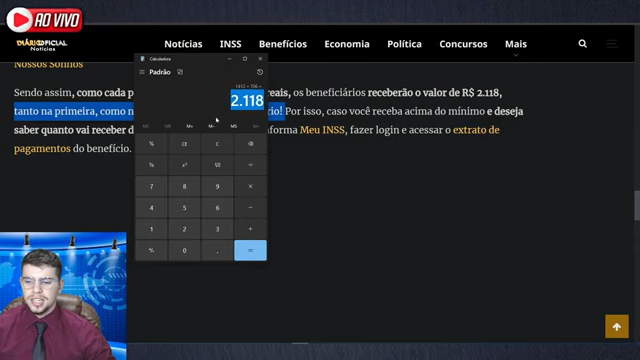 AO VIVO
DIÁRIO OFICIAL
Notícias
Notícias INSS Benefícios Economia Política Concursos Mais
Nossos Sonhos
Calculadora
Padrão
1412 + 706 =
2.118
Sendo assim, como cada p reais, os beneficiários receberão o valor de R$ 2.118,
tanto na primeira, como n rio! Por isso, caso você receba acima do mínimo e deseja
saber quanto vai receber d forma Meu INSS, fazer login e acessar o extrato de
pagamentos do benefício.
MC MR M+ M- MS
% CE C
7 8 9 ×
4 5 6 −
1 2 3 +
+/- 0 , =